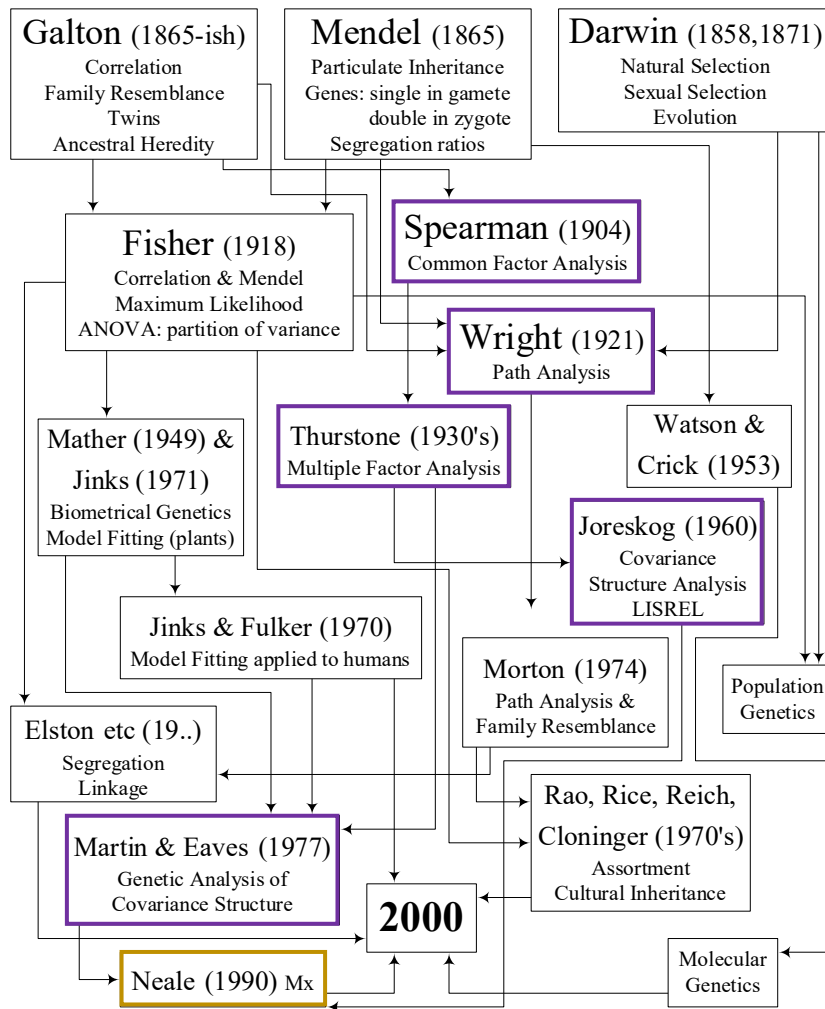 Galton (1865-ish)
Correlation
Family Resemblance
Twins
Ancestral Heredity
Mendel (1865)
Particulate Inheritance
Genes: single in gamete
double in zygote
Segregation ratios
Darwin (1858,1871)
Natural Selection
Sexual Selection
Evolution
Fisher (1918)
Correlation & Mendel
Maximum Likelihood
ANOVA: partition of variance
Spearman (1904)
Common Factor Analysis
Wright (1921)
Path Analysis
Mather (1949) &
Jinks (1971)
Biometrical Genetics
Model Fitting (plants)
Thurstone (1930's)
Multiple Factor Analysis
Watson &
Crick (1953)
Joreskog (1960)
Covariance
Structure Analysis
LISREL
Jinks & Fulker (1970)
Model Fitting applied to humans
Morton (1974)
Path Analysis &
Family Resemblance
Population
Genetics
Elston etc (19..)
Segregation
Linkage
Rao, Rice, Reich,
Cloninger (1970's)
Assortment
Cultural Inheritance
Martin & Eaves (1977)
Genetic Analysis of
Covariance Structure
2000
Neale (1990) Mx
Molecular
Genetics